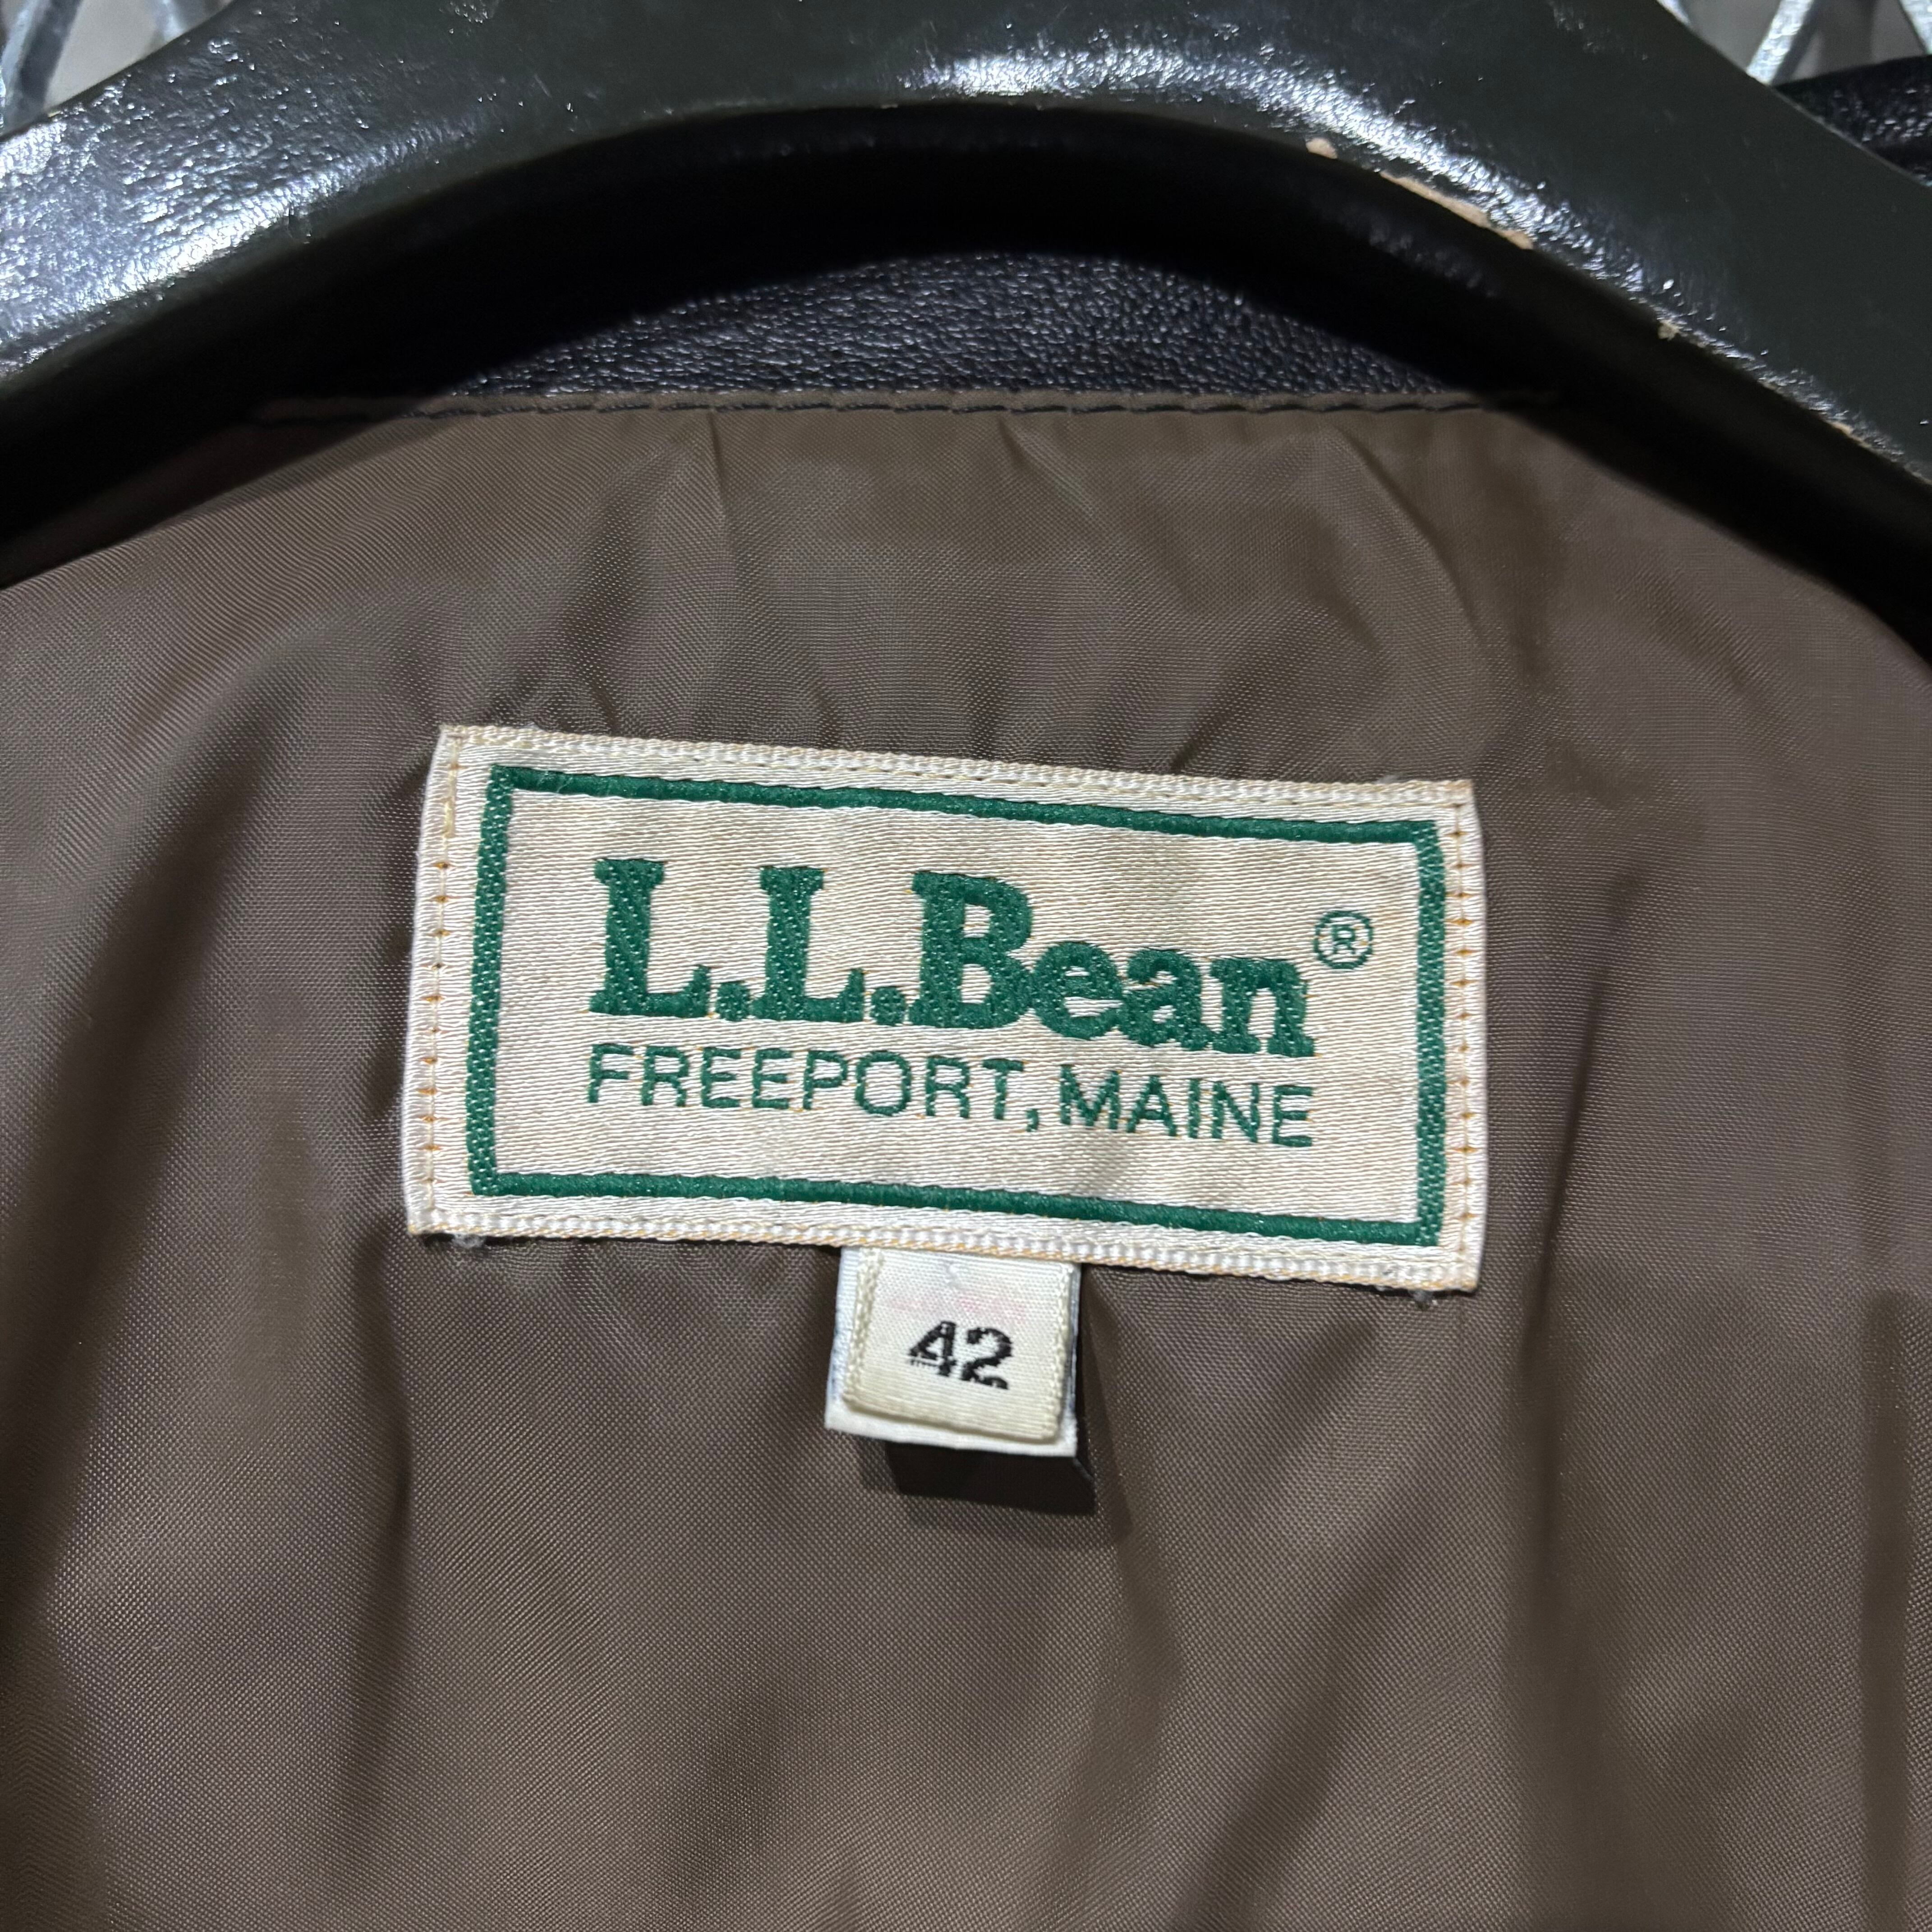 L.L.Bean®
FREEPORT, MAINE
42